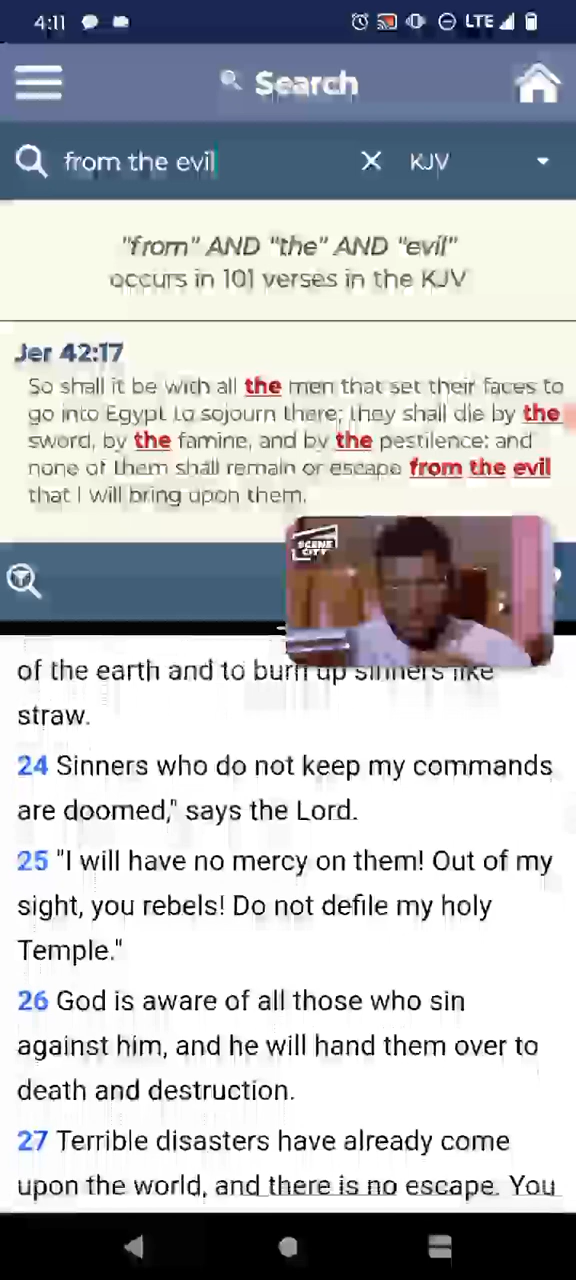 4:11 LTE
Search
from the evil KJV
"from" AND "the" AND "evil"
occurs in 101 verses in the KJV
Jer 42:17
So shall it be with all the men that set their faces to
go into Egypt to sojourn there; they shall die by the
sword, by the famine, and by the pestilence: and
none of them shall remain or escape from the evil
that I will bring upon them.
SCENE
CITY
of the earth and to burn up sinners like
straw.
24 Sinners who do not keep my commands
are doomed," says the Lord.
25 "I will have no mercy on them! Out of my
sight, you rebels! Do not defile my holy
Temple."
26 God is aware of all those who sin
against him, and he will hand them over to
death and destruction.
27 Terrible disasters have already come
upon the world, and there is no escape. You